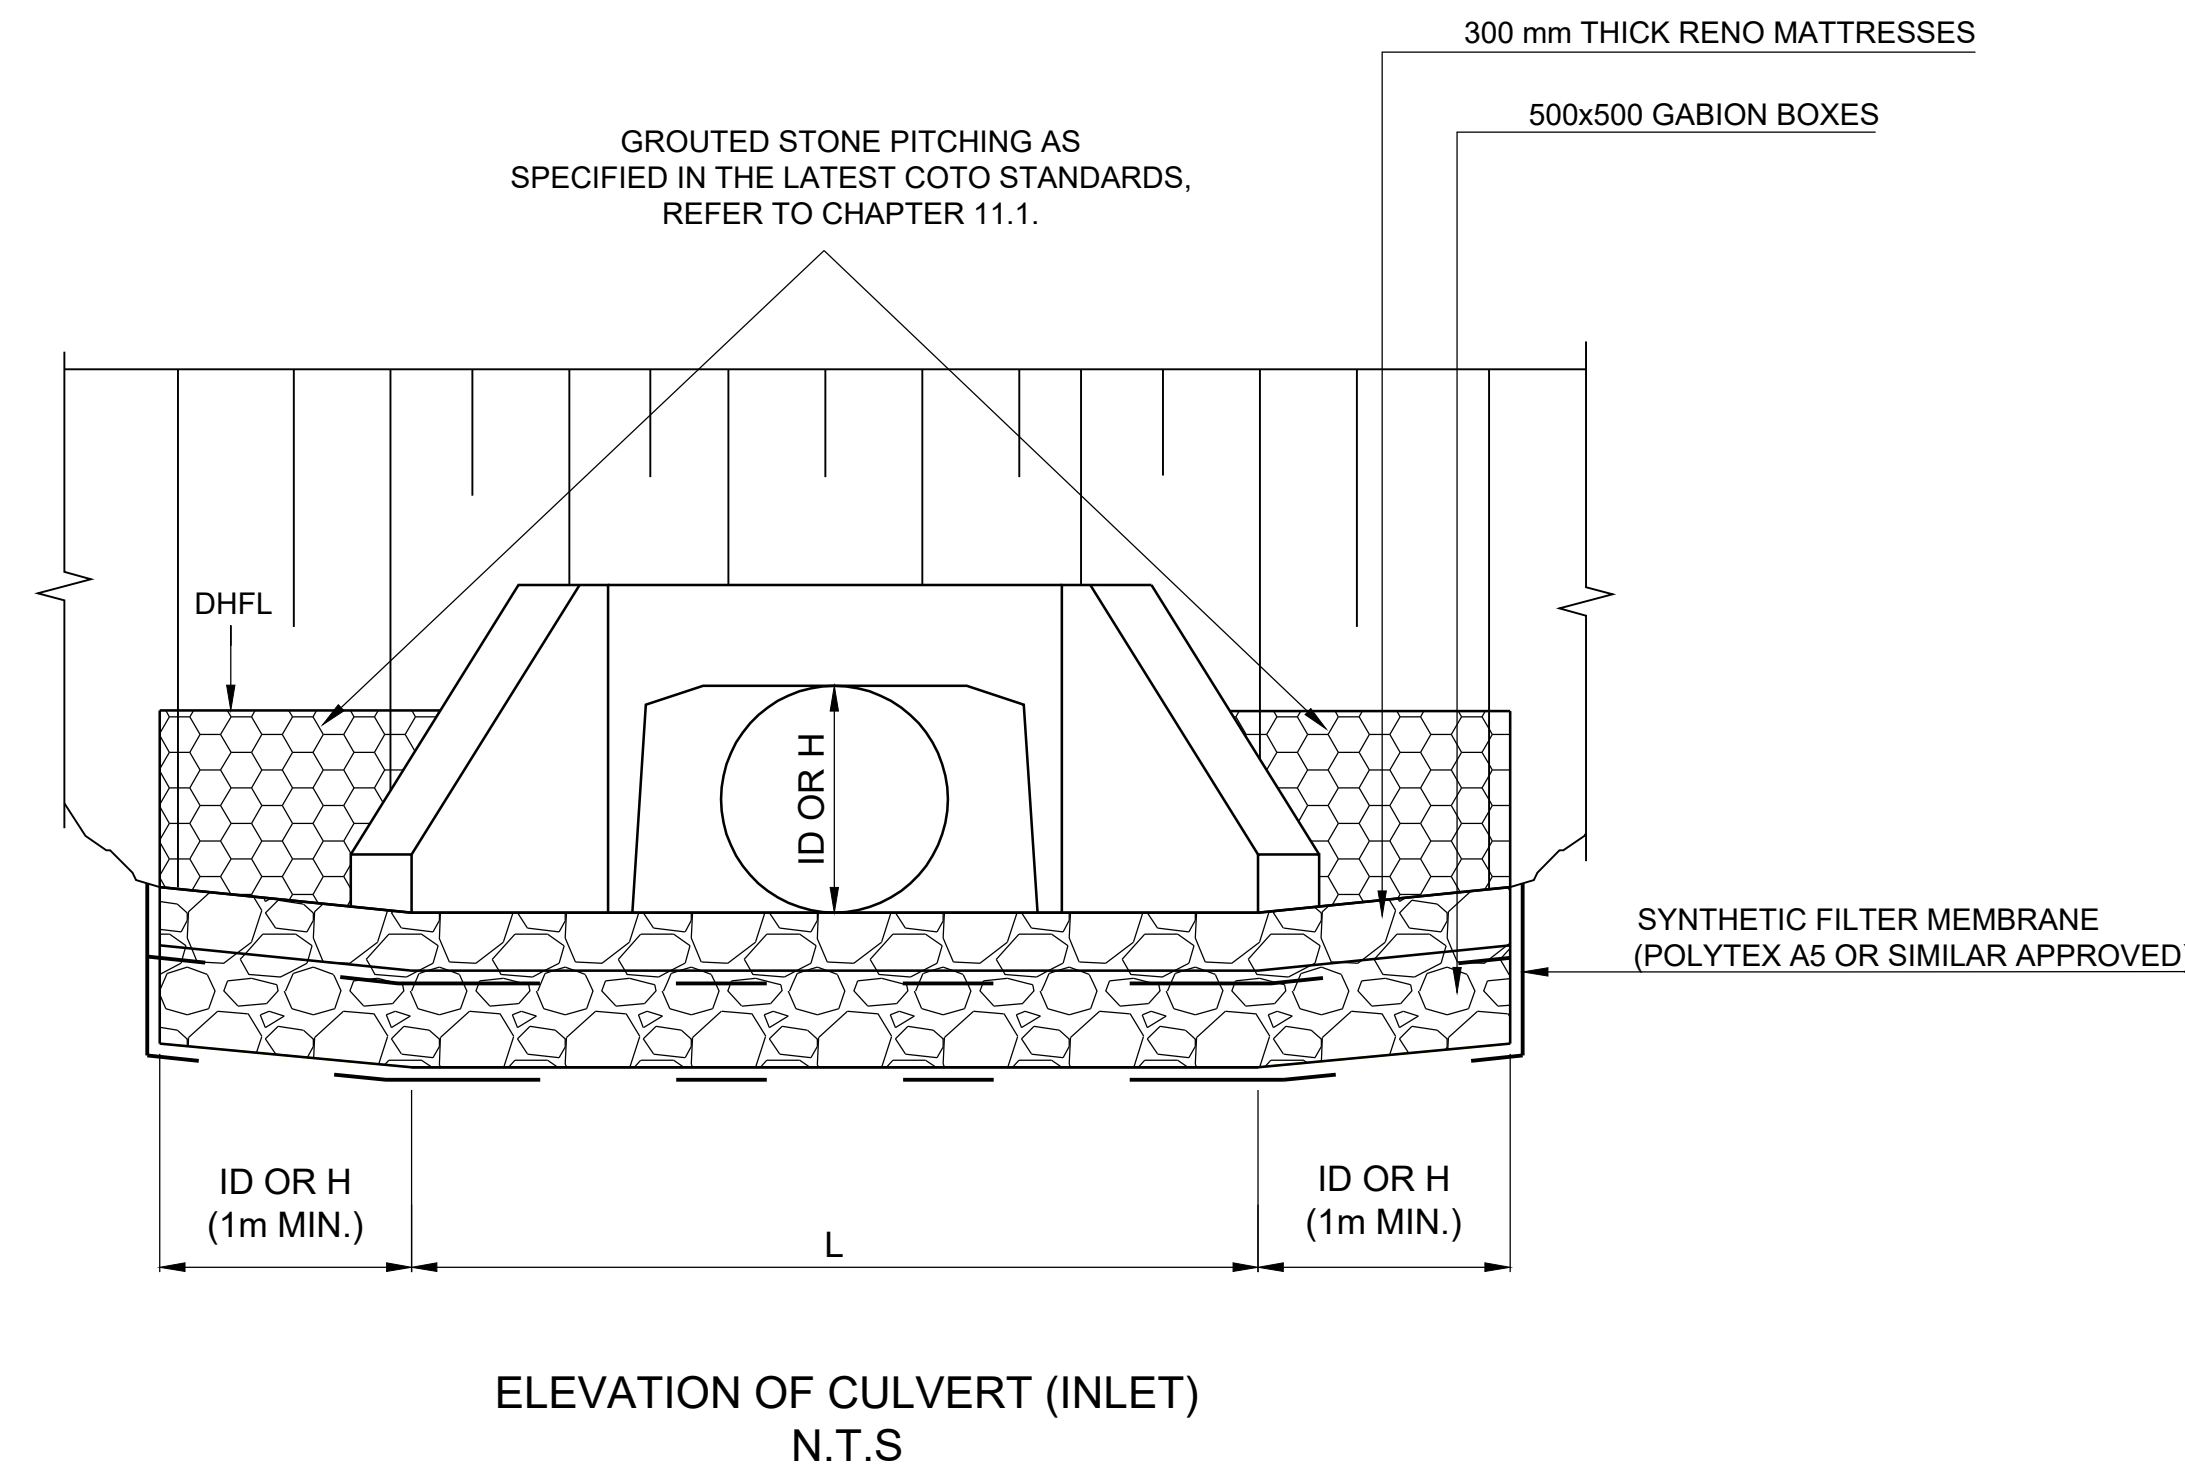 300 mm THICK RENO MATTRESSES
500x500 GABION BOXES
GROUTED STONE PITCHING AS
SPECIFIED IN THE LATEST COTO STANDARDS,
REFER TO CHAPTER 11.1.
DHFL
ID OR H
SYNTHETIC FILTER MEMBRANE
(POLYTEX A5 OR SIMILAR APPROVED)
ID OR H
(1m MIN.)
L
ID OR H
(1m MIN.)
ELEVATION OF CULVERT (INLET)
N.T.S